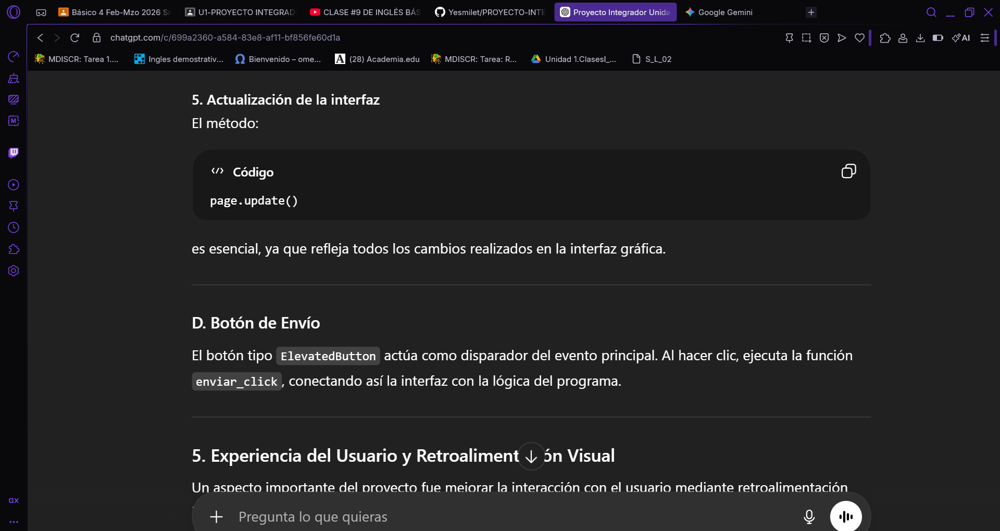 Básico 4 Feb-Mzo 2026 Sr
U1-PROYECTO INTEGRAD
CLASE #9 DE INGLÉS BÁS
Yesmilet/PROYECTO-INTE
Proyecto Integrador Unida
Google Gemini
chatgpt.com/c/699a2360-a584-83e8-af11-bf856fe60d1a
AI
MDISCR: Tarea 1....
Ingles demostrativ...
Bienvenido – ome...
A (28) Academia.edu
MDISCR: Tarea: R...
Unidad 1.ClasesI_...
S_L_02
M
5. Actualización de la interfaz
El método:
</> Código
page.update()
es esencial, ya que refleja todos los cambios realizados en la interfaz gráfica.
D. Botón de Envío
El botón tipo ElevatedButton actúa como disparador del evento principal. Al hacer clic, ejecuta la función
enviar_click, conectando así la interfaz con la lógica del programa.
5. Experiencia del Usuario y Retroaliment ón Visual
Un aspecto importante del proyecto fue mejorar la interacción con el usuario mediante retroalimentación
Pregunta lo que quieras
GX